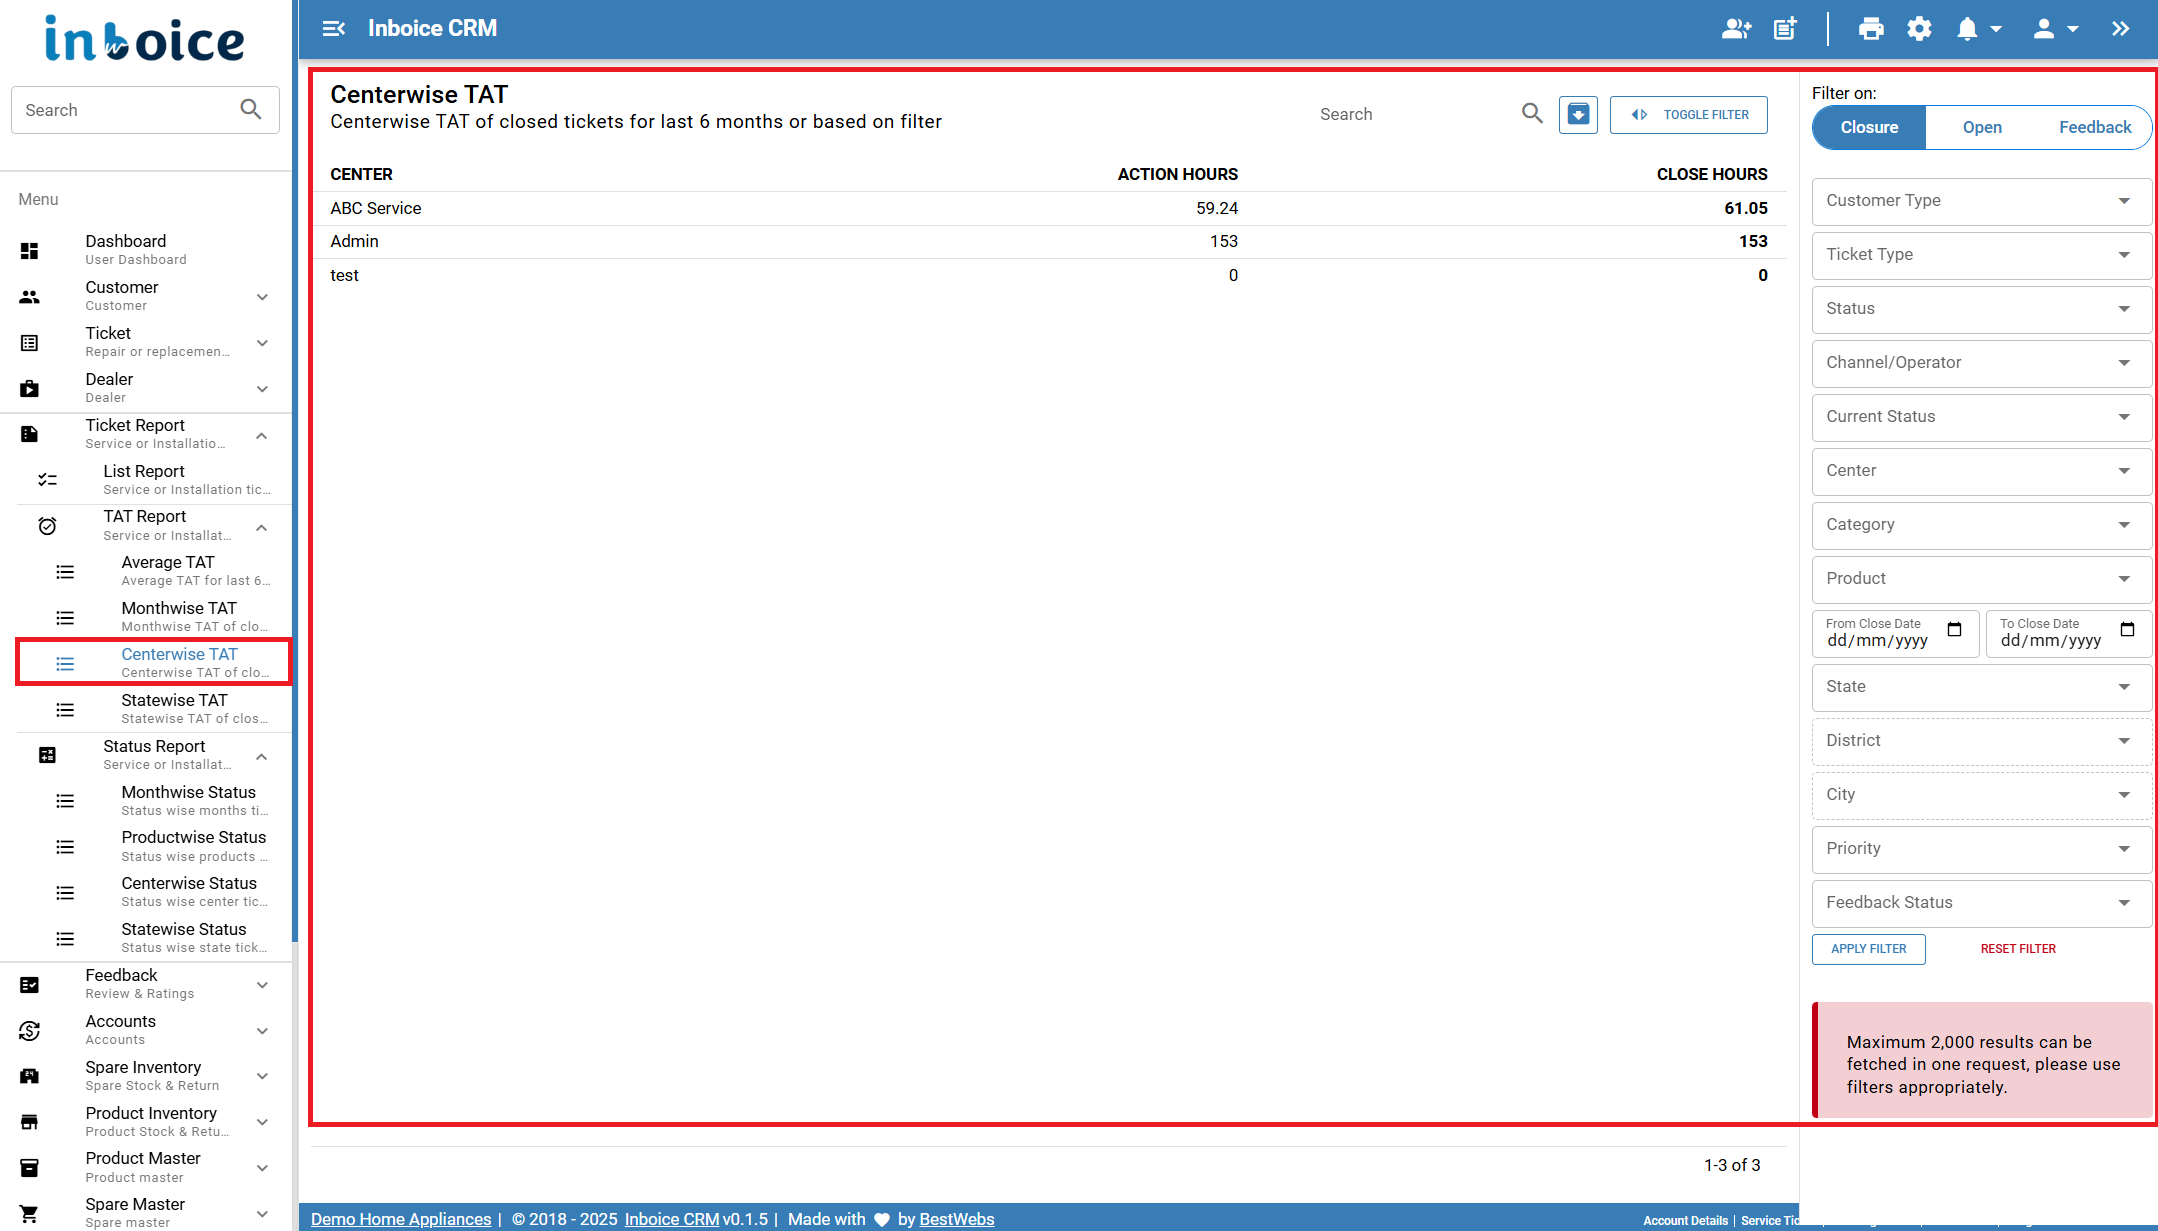 inboice
Search
Menu
Dashboard
User Dashboard
Customer
Customer
Ticket
Repair or replacemen...
Dealer
Dealer
Ticket Report
Service or Installatio...
List Report
Service or Installation tic...
TAT Report
Service or Installat...
Average TAT
Average TAT for last 6...
Monthwise TAT
Monthwise TAT of clo...
Centerwise TAT
Centerwise TAT of clo...
Statewise TAT
Statewise TAT of clos...
Status Report
Service or Installat...
Monthwise Status
Status wise months ti...
Productwise Status
Status wise products ...
Centerwise Status
Status wise center tic...
Statewise Status
Status wise state tick...
Feedback
Review & Ratings
Accounts
Accounts
Spare Inventory
Spare Stock & Return
Product Inventory
Product Stock & Retu...
Product Master
Product master
Spare Master
Spare master
Inboice CRM
Centerwise TAT
Centerwise TAT of closed tickets for last 6 months or based on filter
Search
TOGGLE FILTER
CENTER ACTION HOURS CLOSE HOURS
ABC Service 59.24 61.05
Admin 153 153
test 0 0
1-3 of 3
Filter on:
Closure Open Feedback
Customer Type
Ticket Type
Status
Channel/Operator
Current Status
Center
Category
Product
From Close Date To Close Date
dd/mm/yyyy dd/mm/yyyy
State
District
City
Priority
Feedback Status
APPLY FILTER RESET FILTER
Maximum 2,000 results can be
fetched in one request, please use
filters appropriately.
Demo Home Appliances | © 2018 - 2025 Inboice CRM v0.1.5 | Made with by BestWebs
Account Details | Service